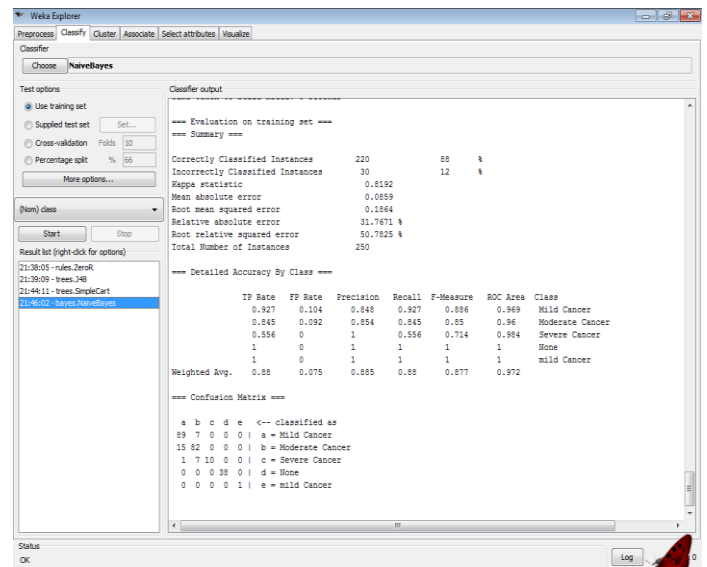 Weka Explorer
Preprocess Classify Cluster Associate Select attributes Visualize
Classifier
Choose NaiveBayes
Test options
Use training set
Supplied test set Set...
Cross-validation Folds 10
Percentage split % 66
More options...
(Nom) class
Start Stop
Result list (right-click for options)
21:38:05 - rules.ZeroR
21:39:09 - trees.J48
21:44:11 - trees.SimpleCart
21:46:02 - bayes.NaiveBayes
Classifier output
=== Evaluation on training set ===
=== Summary ===
Correctly Classified Instances 220 88 %
Incorrectly Classified Instances 30 12 %
Kappa statistic 0.8192
Mean absolute error 0.0859
Root mean squared error 0.1864
Relative absolute error 31.7671 %
Root relative squared error 50.7825 %
Total Number of Instances 250
=== Detailed Accuracy By Class ===
TP Rate FP Rate Precision Recall F-Measure ROC Area Class
0.927 0.104 0.848 0.927 0.886 0.969 Mild Cancer
0.845 0.092 0.854 0.845 0.85 0.96 Moderate Cancer
0.556 0 1 0.556 0.714 0.984 Severe Cancer
1 0 1 1 1 1 None
1 0 1 1 1 1 mild Cancer
Weighted Avg. 0.88 0.075 0.885 0.88 0.877 0.972
=== Confusion Matrix ===
a b c d e <-- classified as
89 7 0 0 0 | a = Mild Cancer
15 82 0 0 0 | b = Moderate Cancer
1 7 10 0 0 | c = Severe Cancer
0 0 0 38 0 | d = None
0 0 0 0 1 | e = mild Cancer
Status
OK
Log
0